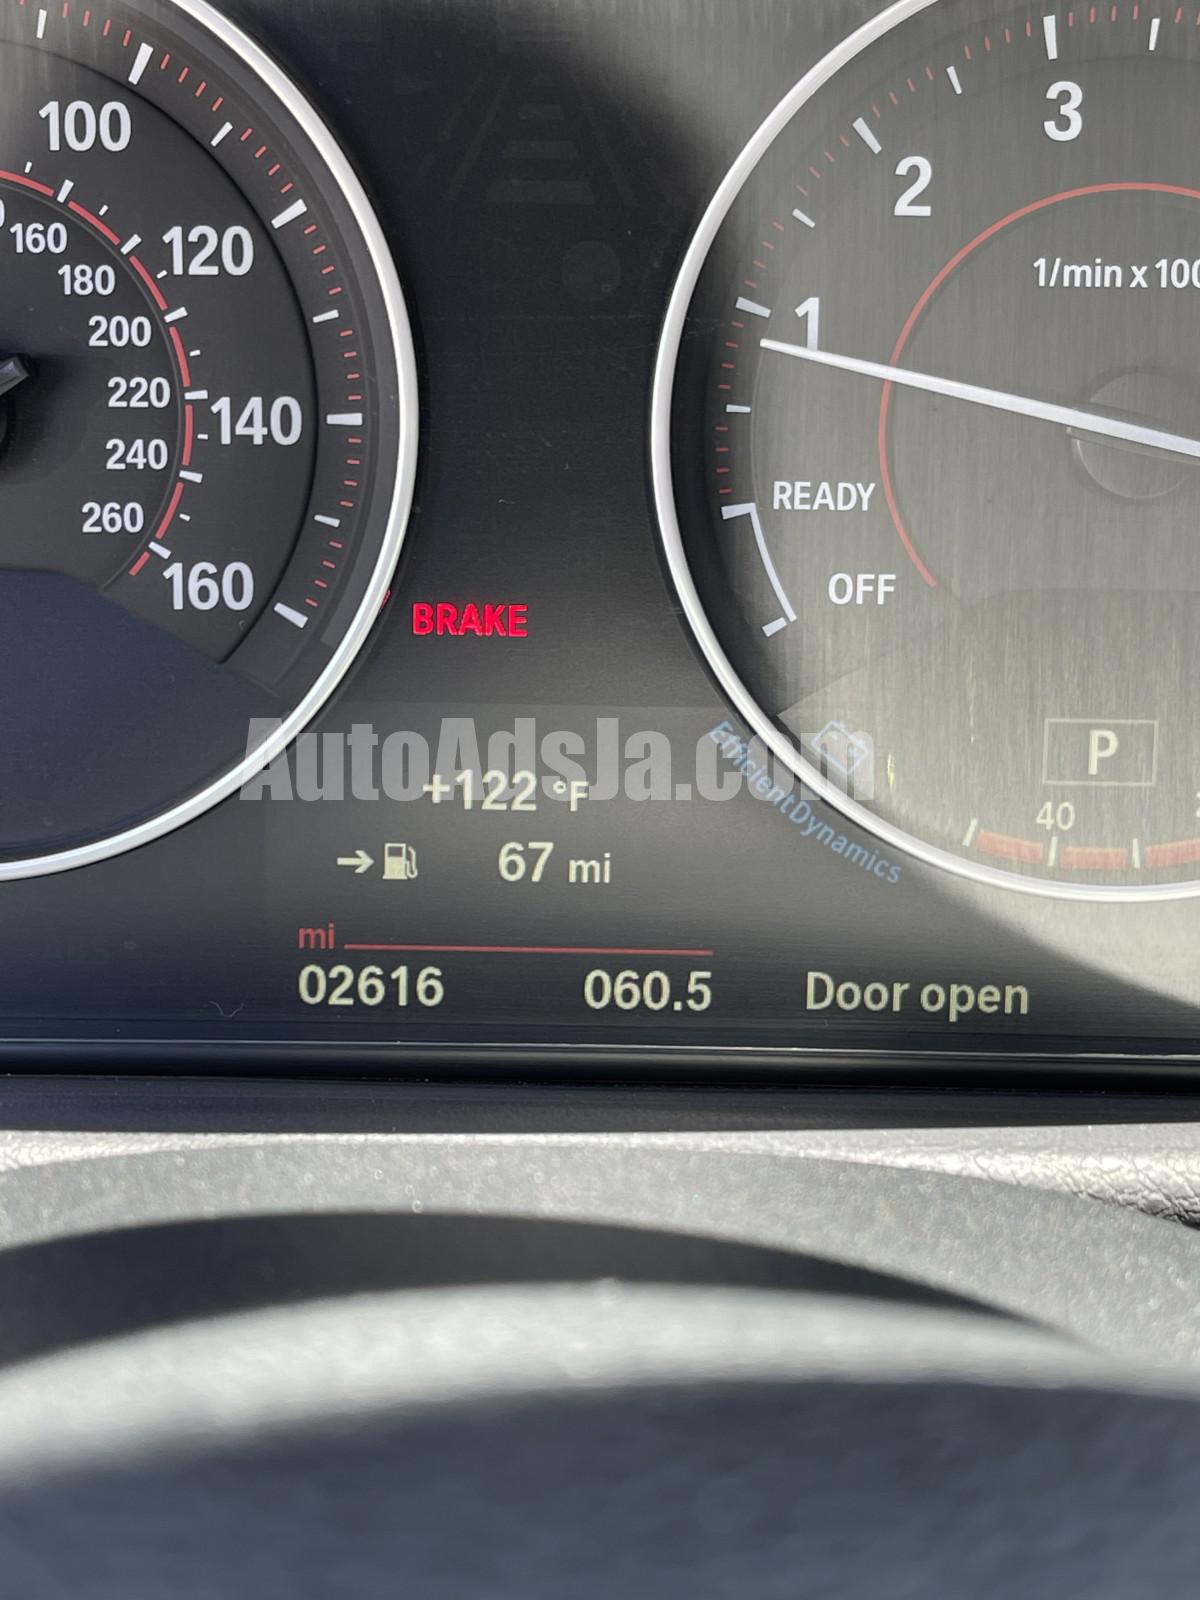 100
120
140
160
160
180
200
220
240
260
3
2
1
1/min x 100
READY
OFF
BRAKE
AutoAdsJa.com
EfficientDynamics
P
40
+122 °F
67 mi
mi
02616 060.5 Door open